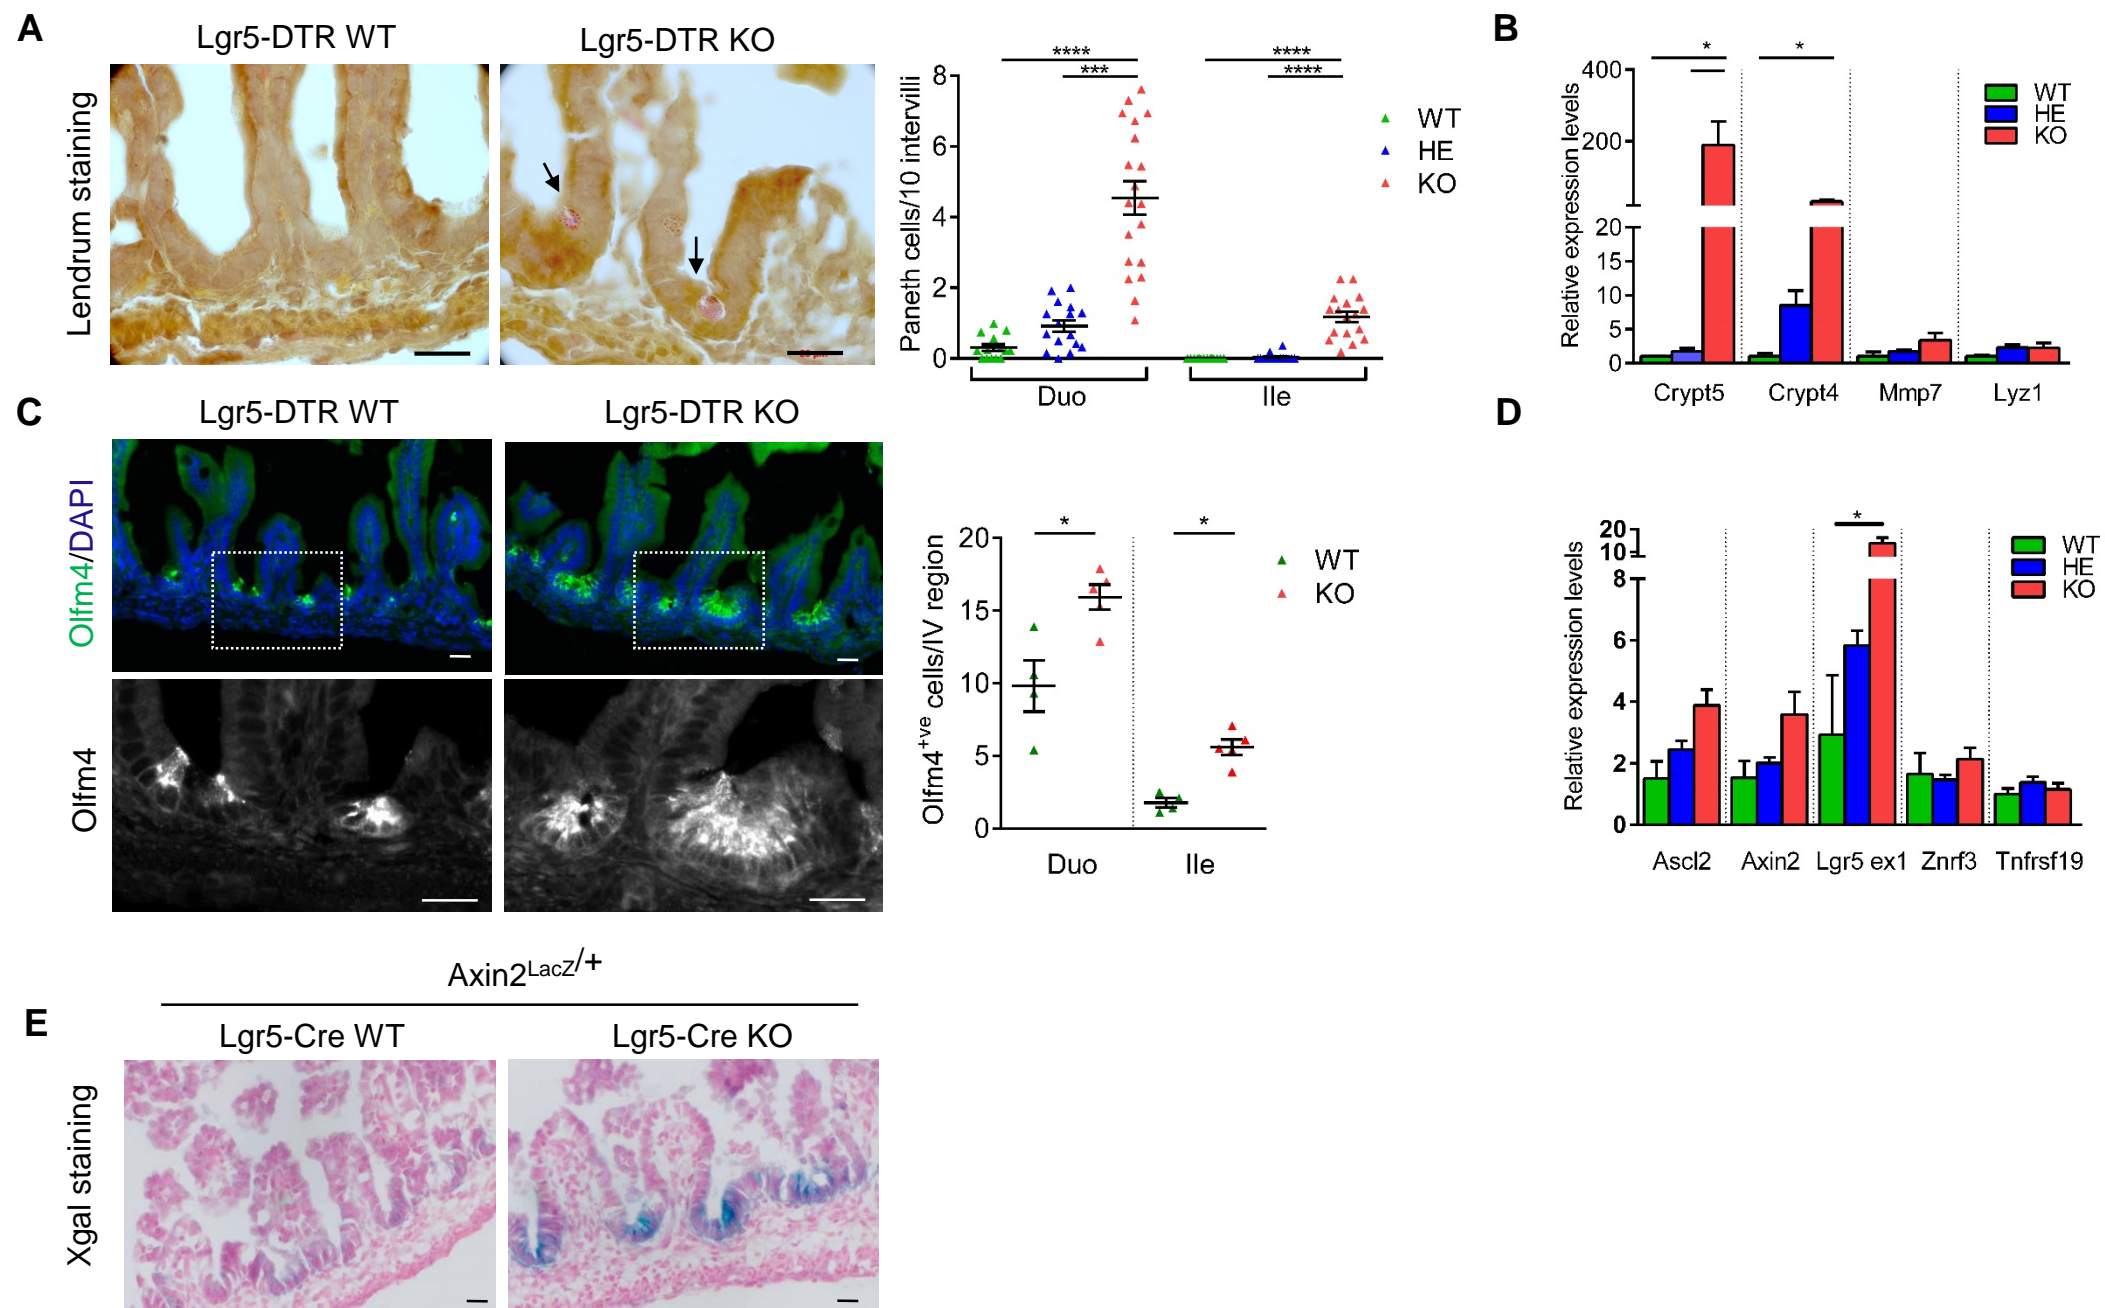 A
Lgr5-DTR WT
Lgr5-DTR KO
Lendrum staining
**** 
***
****
****
Paneth cells/10 intervilli
8
6
4
2
0
Duo
Ile
WT
HE
KO
B
*
*
Relative expression levels
400
200
20
15
10
5
0
Crypt5
Crypt4
Mmp7
Lyz1
WT
HE
KO
C
Lgr5-DTR WT
Lgr5-DTR KO
Olfm4/DAPI
Olfm4
*
*
Olfm4+ve cells/IV region
20
15
10
5
0
Duo
Ile
WT
KO
D
*
Relative expression levels
20
10
8
6
4
2
0
Ascl2
Axin2
Lgr5 ex1
Znrf3
Tnfrsf19
WT
HE
KO
Axin2LacZ/+
E
Lgr5-Cre WT
Lgr5-Cre KO
Xgal staining